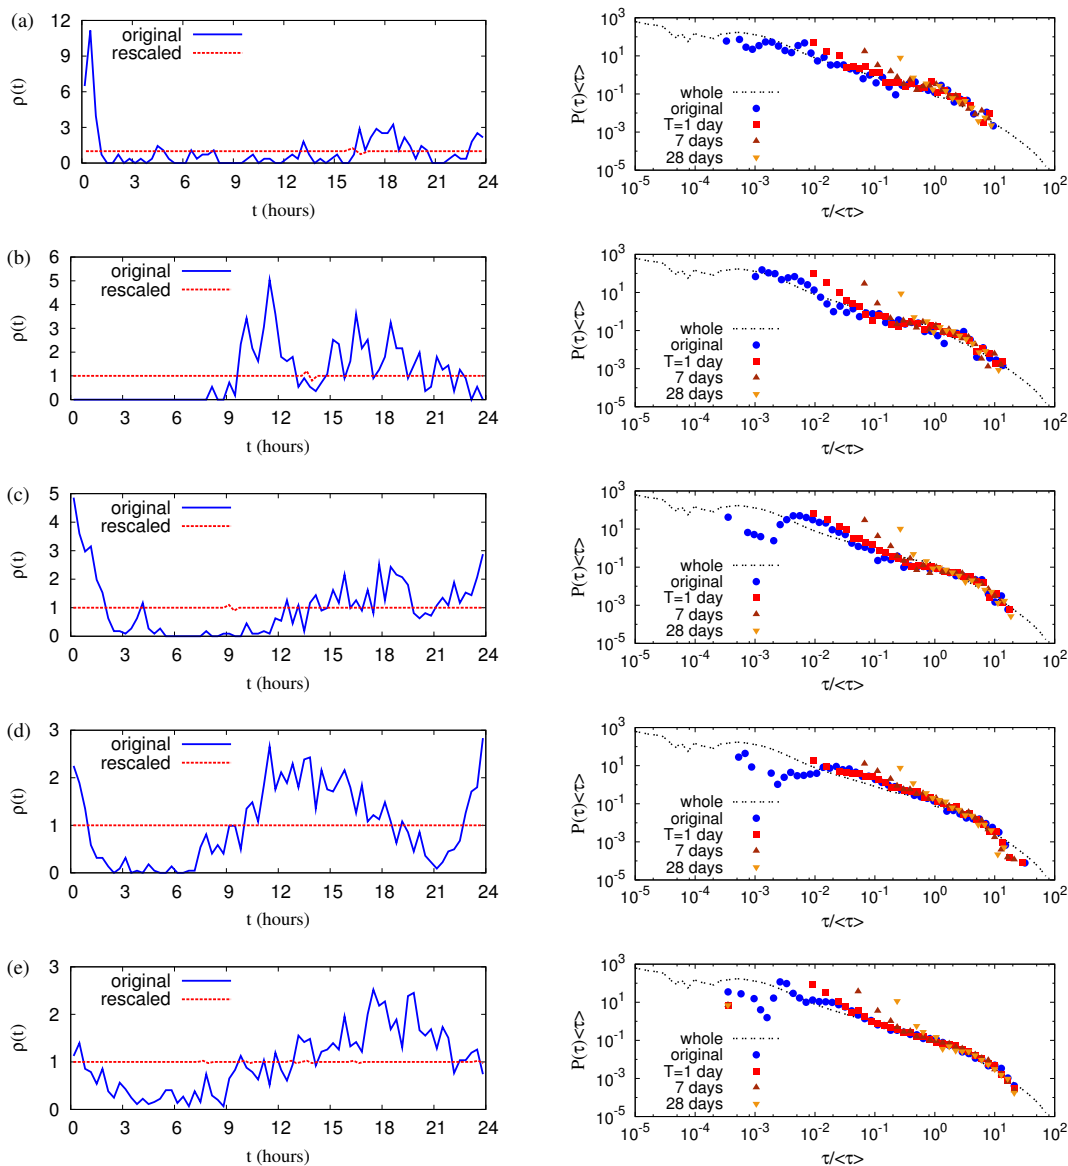 (a)
12
9
6
3
0
ρ(t)
original
rescaled
0 3 6 9 12 15 18 21 24
t (hours)
10^3
10^1
10^-1
10^-3
10^-5
P(τ)<τ>
whole
original
T=1 day
7 days
28 days
10^-5 10^-4 10^-3 10^-2 10^-1 10^0 10^1 10^2
τ/<τ>
(b)
6
5
4
3
2
1
0
ρ(t)
original
rescaled
0 3 6 9 12 15 18 21 24
t (hours)
10^3
10^1
10^-1
10^-3
10^-5
P(τ)<τ>
whole
original
T=1 day
7 days
28 days
10^-5 10^-4 10^-3 10^-2 10^-1 10^0 10^1 10^2
τ/<τ>
(c)
5
4
3
2
1
0
ρ(t)
original
rescaled
0 3 6 9 12 15 18 21 24
t (hours)
10^3
10^1
10^-1
10^-3
10^-5
P(τ)<τ>
whole
original
T=1 day
7 days
28 days
10^-5 10^-4 10^-3 10^-2 10^-1 10^0 10^1 10^2
τ/<τ>
(d)
3
2
1
0
ρ(t)
original
rescaled
0 3 6 9 12 15 18 21 24
t (hours)
10^3
10^1
10^-1
10^-3
10^-5
P(τ)<τ>
whole
original
T=1 day
7 days
28 days
10^-5 10^-4 10^-3 10^-2 10^-1 10^0 10^1 10^2
τ/<τ>
(e)
3
2
1
0
ρ(t)
original
rescaled
0 3 6 9 12 15 18 21 24
t (hours)
10^3
10^1
10^-1
10^-3
10^-5
P(τ)<τ>
whole
original
T=1 day
7 days
28 days
10^-5 10^-4 10^-3 10^-2 10^-1 10^0 10^1 10^2
τ/<τ>